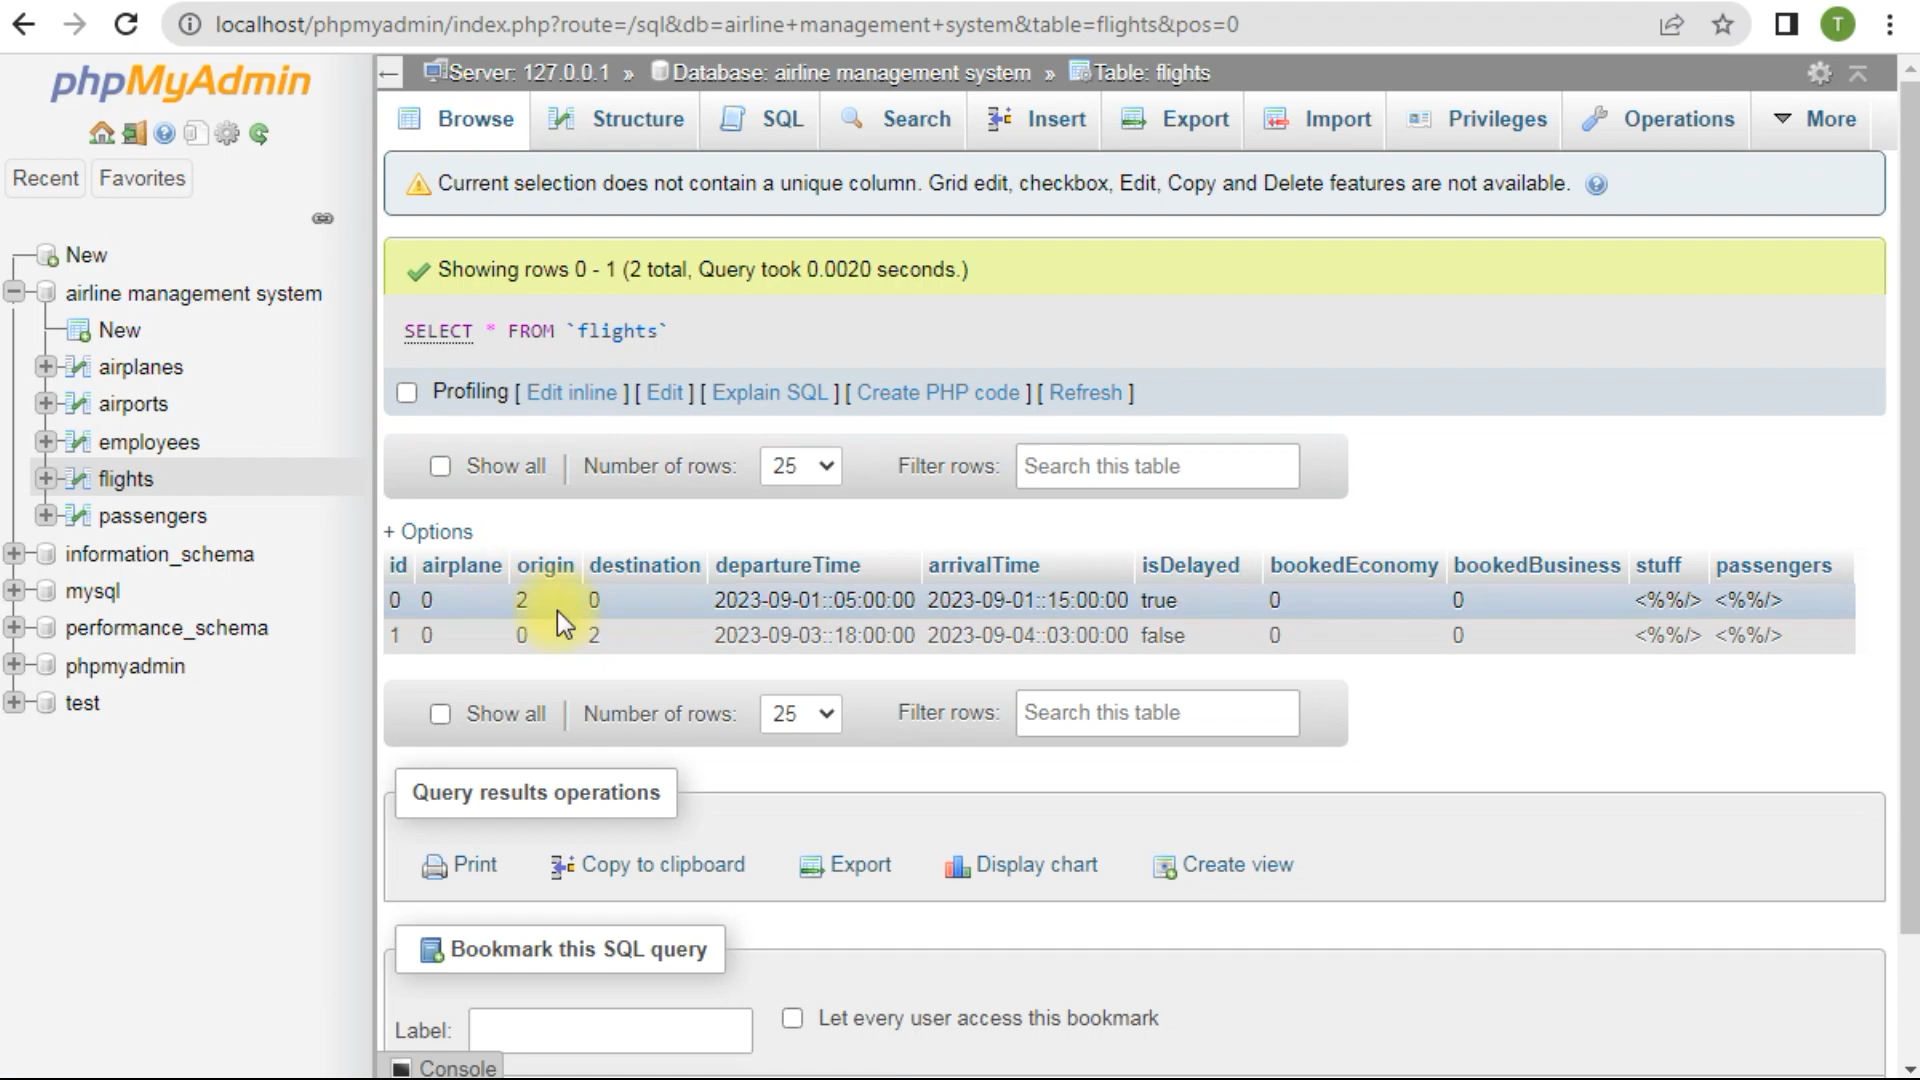 localhost/phpmyadmin/index.php?route=/sql&db=airline+management+system&table=flights&pos=0
T
phpMyAdmin
Recent Favorites
New
airline management system
New
airplanes
airports
employees
flights
passengers
information_schema
mysql
performance_schema
phpmyadmin
test
Server: 127.0.0.1 » Database: airline management system » Table: flights
Browse Structure SQL Search Insert Export Import Privileges Operations More
Current selection does not contain a unique column. Grid edit, checkbox, Edit, Copy and Delete features are not available.
Showing rows 0 - 1 (2 total, Query took 0.0020 seconds.)
SELECT * FROM `flights`
Profiling [ Edit inline ] [ Edit ] [ Explain SQL ] [ Create PHP code ] [ Refresh ]
Show all | Number of rows: 25 Filter rows: Search this table
+ Options
id airplane origin destination departureTime arrivalTime isDelayed bookedEconomy bookedBusiness stuff passengers
0 0 2 0 2023-09-01::05:00:00 2023-09-01::15:00:00 true 0 0 <%%/> <%%/>
1 0 0 2 2023-09-03::18:00:00 2023-09-04::03:00:00 false 0 0 <%%/> <%%/>
Show all | Number of rows: 25 Filter rows: Search this table
Query results operations
Print Copy to clipboard Export Display chart Create view
Bookmark this SQL query
Label: Let every user access this bookmark
Console